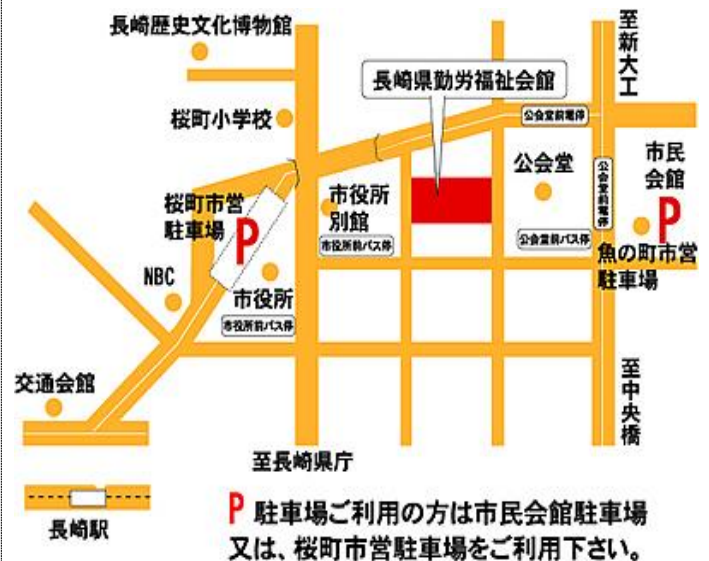 長崎歴史文化博物館
至新大工
長崎県勤労福祉会館
桜町小学校
公会堂前電停
市民
会館
公会堂
公会堂前電停
市役所
別館
桜町市営
駐車場
P
P
市役所前バス停
公会堂前バス停
魚の町市営
駐車場
NBC
市役所
市役所前バス停
交通会館
至中央橋
至長崎県庁
長崎駅
P 駐車場ご利用の方は市民会館駐車場
又は、桜町市営駐車場をご利用下さい。